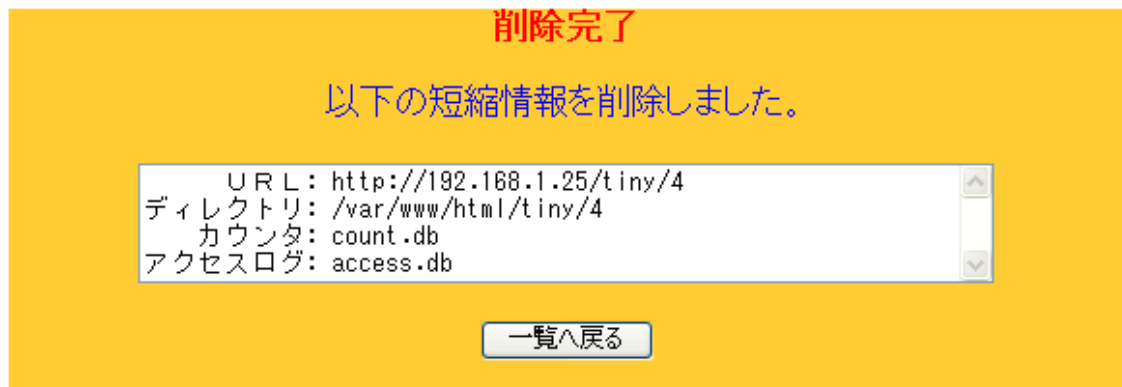 削除完了
以下の短縮情報を削除しました。
ＵＲＬ: http://192.168.1.25/tiny/4
ディレクトリ: /var/www/html/tiny/4
カウンタ: count.db
アクセスログ: access.db
一覧へ戻る